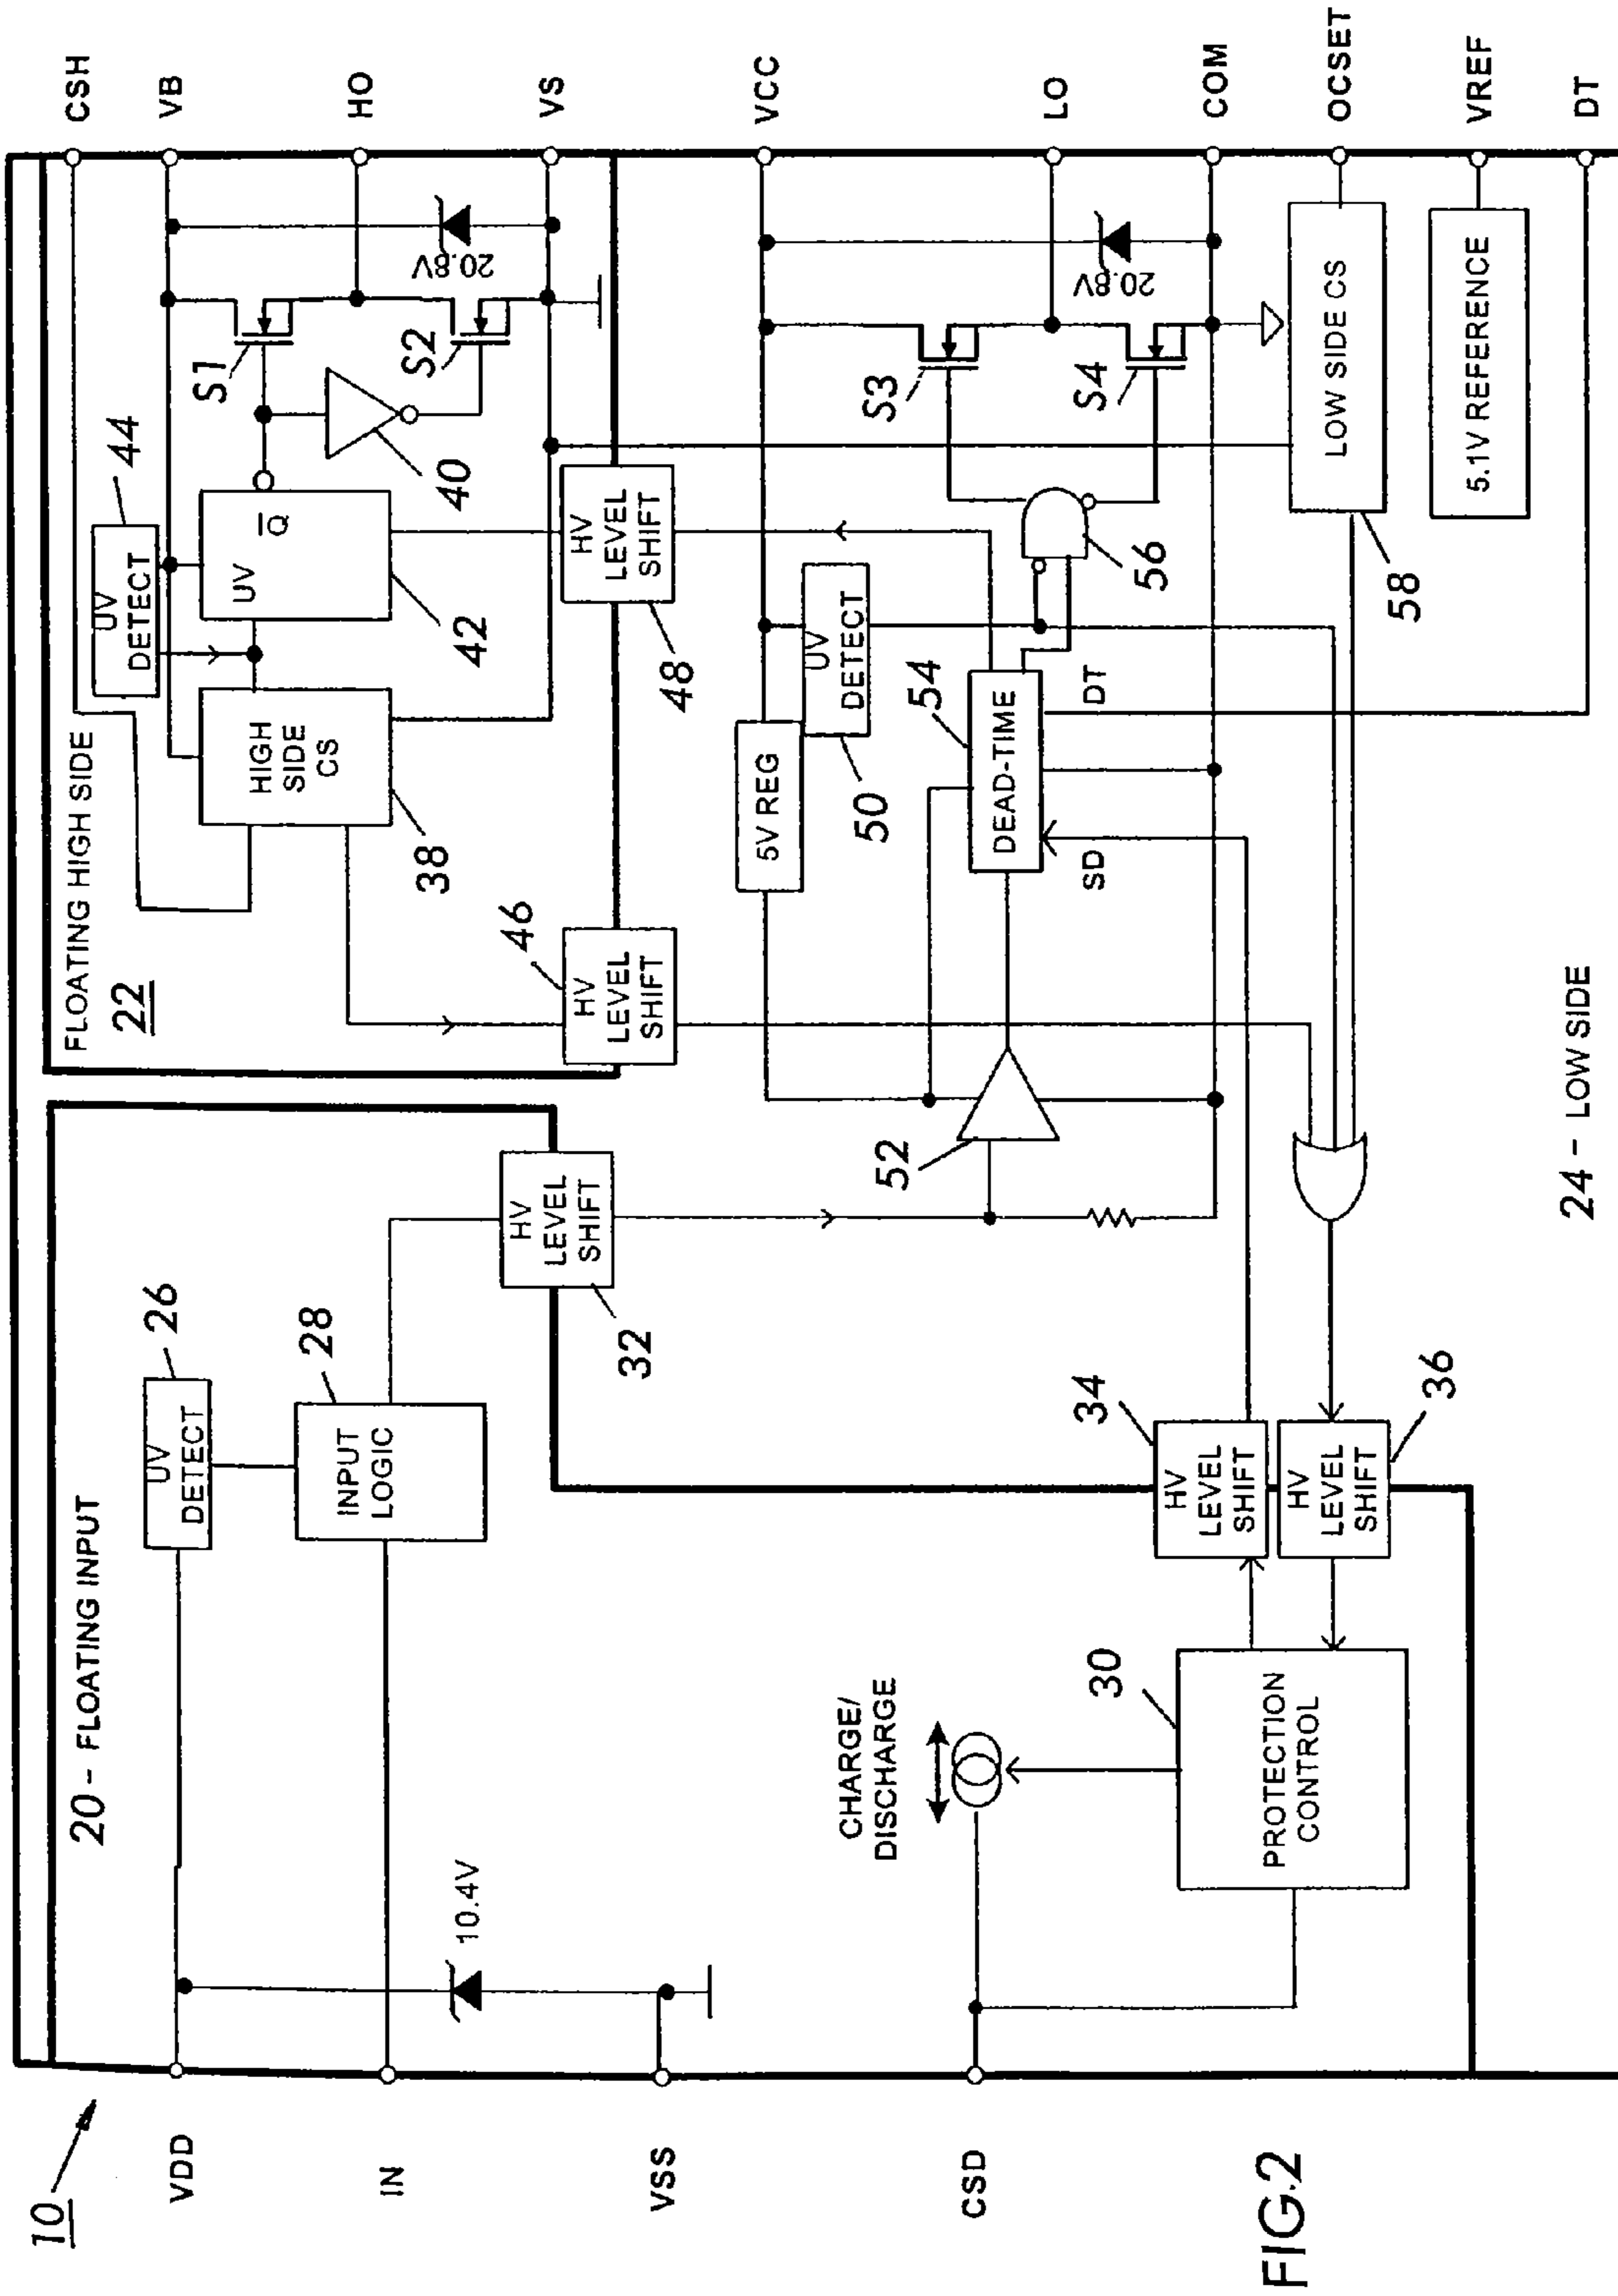 10
20 - FLOATING INPUT
VDD
IN
VSS
CSD
10.4V
UV
DETECT
26
INPUT
LOGIC
28
HV
LEVEL
SHIFT
32
CHARGE/
DISCHARGE
PROTECTION
CONTROL
30
HV
LEVEL
SHIFT
34
HV
LEVEL
SHIFT
36
FLOATING HIGH SIDE
22
HIGH
SIDE
CS
38
UV
DETECT
44
UV
Q̅
42
40
S1
S2
20.8V
HV
LEVEL
SHIFT
46
HV
LEVEL
SHIFT
48
5V REG
UV
DETECT
50
52
DEAD-TIME
54
SD
DT
56
S3
S4
20.8V
LOW SIDE CS
58
5.1V REFERENCE
24 - LOW SIDE
CSH
VB
HO
VS
VCC
LO
COM
OCSET
VREF
DT
FIG.2